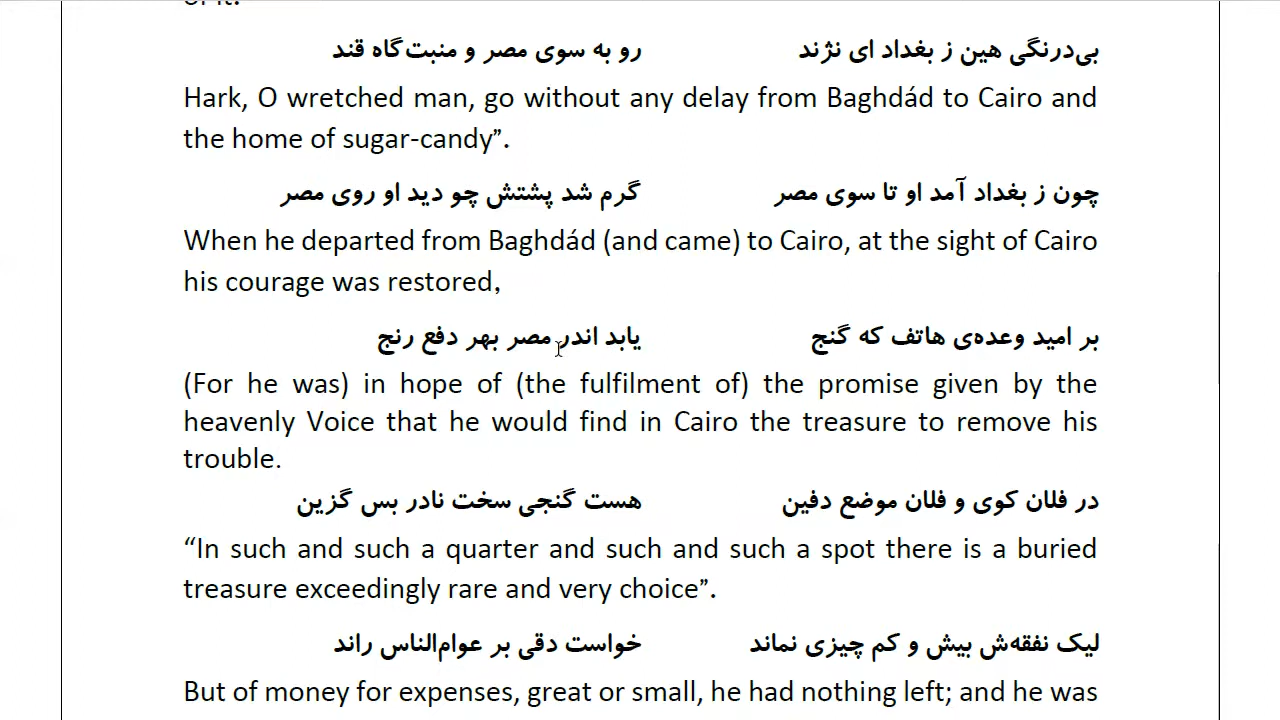 بی‌درنگی هین ز بغداد ای نژند رو به سوی مصر و منبت‌گاه قند
Hark, O wretched man, go without any delay from Baghdád to Cairo and
the home of sugar-candy”.
چون ز بغداد آمد او تا سوی مصر گرم شد پشتش چو دید او روی مصر
When he departed from Baghdád (and came) to Cairo, at the sight of Cairo
his courage was restored,
بر امید وعده‌ی هاتف که گنج یابد اندر مصر بهر دفع رنج
(For he was) in hope of (the fulfilment of) the promise given by the
heavenly Voice that he would find in Cairo the treasure to remove his
trouble.
در فلان کوی و فلان موضع دفین هست گنجی سخت نادر بس گزین
“In such and such a quarter and such and such a spot there is a buried
treasure exceedingly rare and very choice”.
لیک نفقه‌ش بیش و کم چیزی نماند خواست دقی بر عوام‌الناس راند
But of money for expenses, great or small, he had nothing left; and he was